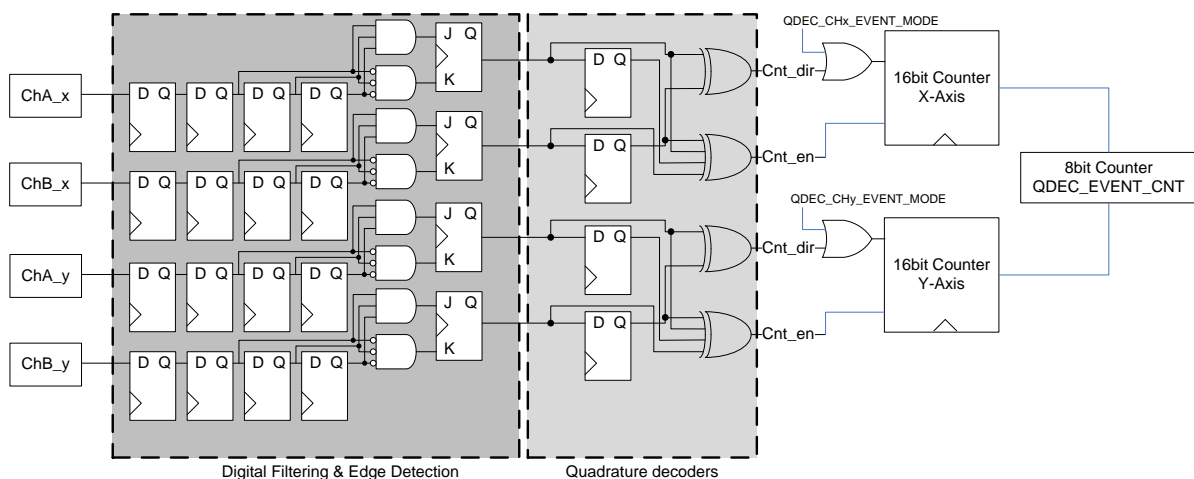 QDEC_CHx_EVENT_MODE
J Q
K
ChA_x
D Q D Q D Q D Q
D Q
Cnt_dir
16bit Counter
X-Axis
J Q
K
ChB_x
D Q D Q D Q D Q
D Q
Cnt_en
8bit Counter
QDEC_EVENT_CNT
QDEC_CHy_EVENT_MODE
J Q
K
ChA_y
D Q D Q D Q D Q
D Q
Cnt_dir
16bit Counter
Y-Axis
J Q
K
ChB_y
D Q D Q D Q D Q
D Q
Cnt_en
Digital Filtering & Edge Detection
Quadrature decoders